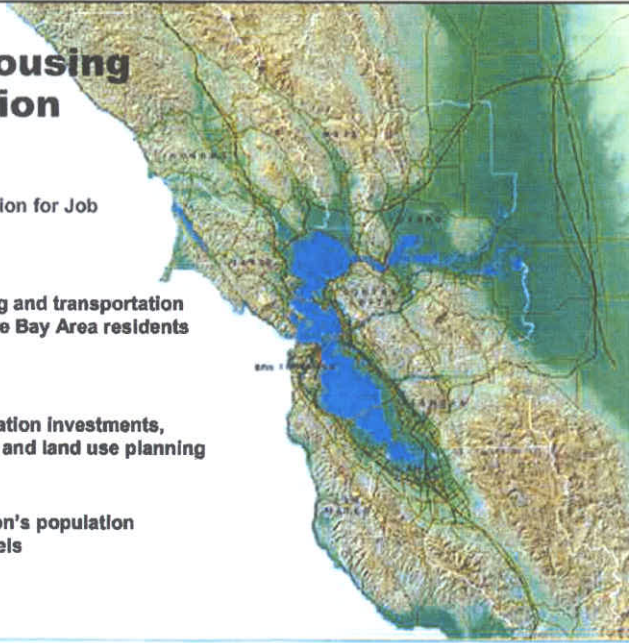 ousing
ion
ion for Job
g and transportation
e Bay Area residents
ation investments,
and land use planning
on's population
els